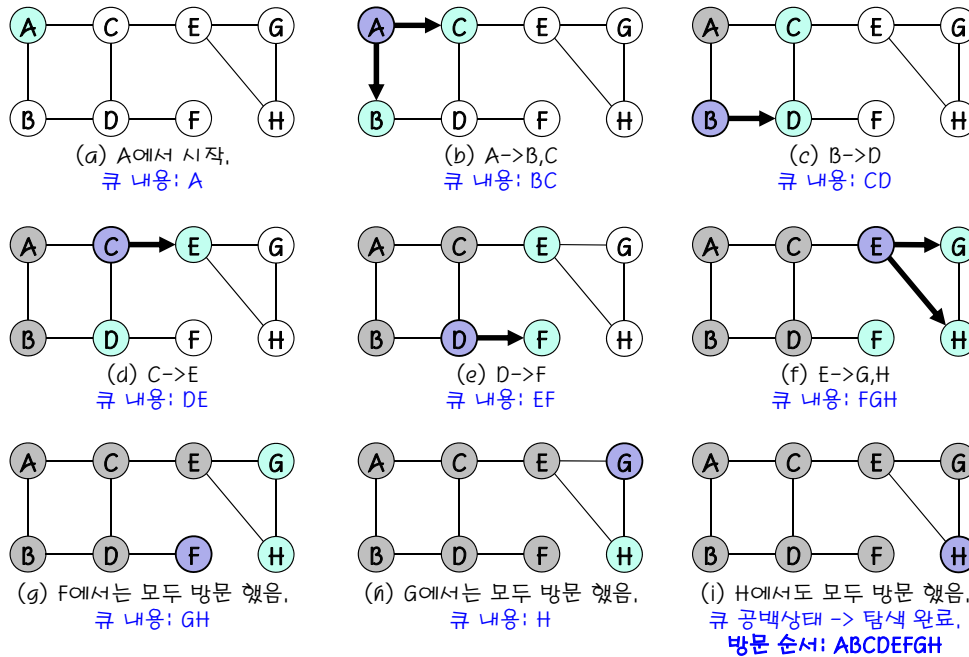 A C E G
B D F H
(a) A에서 시작.
큐 내용: A
A C E G
B D F H
(b) A->B,C
큐 내용: BC
A C E G
B D F H
(c) B->D
큐 내용: CD
A C E G
B D F H
(d) C->E
큐 내용: DE
A C E G
B D F H
(e) D->F
큐 내용: EF
A C E G
B D F H
(f) E->G,H
큐 내용: FGH
A C E G
B D F H
(g) F에서는 모두 방문 했음.
큐 내용: GH
A C E G
B D F H
(h) G에서는 모두 방문 했음.
큐 내용: H
A C E G
B D F H
(i) H에서도 모두 방문 했음.
큐 공백상태 -> 탐색 완료.
방문 순서: ABCDEFGH